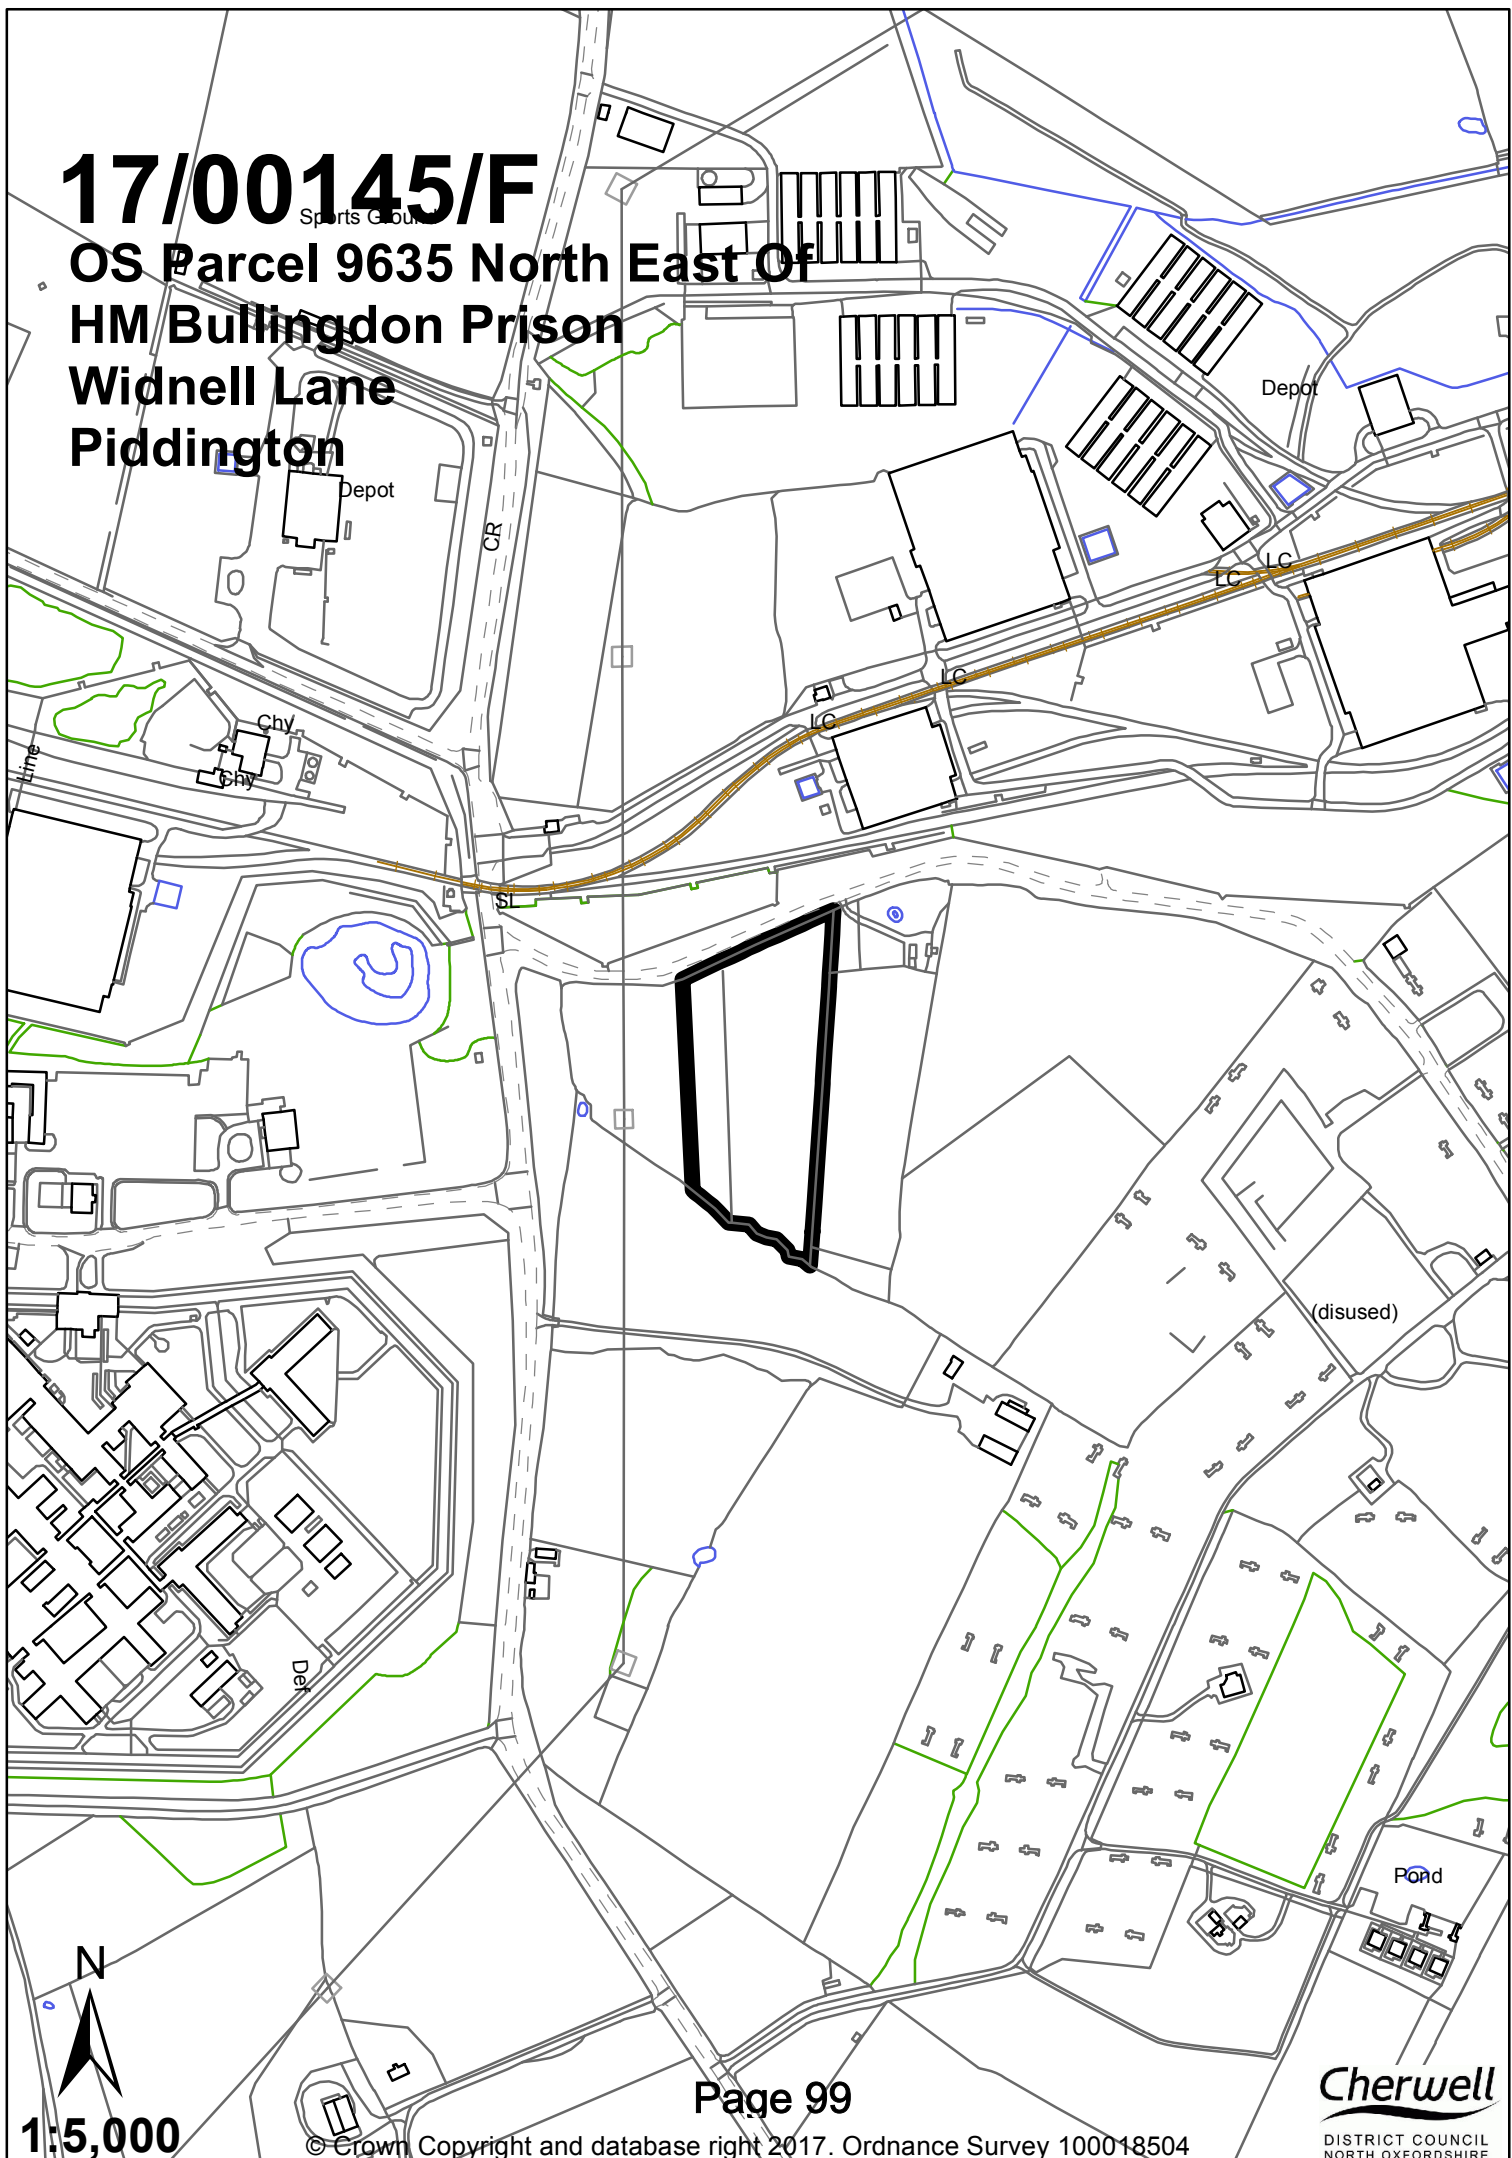 17/00145/F
Sports Ground
OS Parcel 9635 North East Of
HM Bullingdon Prison
Widnell Lane
Piddington
Depot
Depot
CR
LC
LC
LC
LC
Chy
Chy
Line
SL
(disused)
Def
Pond
N
1:5,000
Page 99
© Crown Copyright and database right 2017. Ordnance Survey 100018504
Cherwell
DISTRICT COUNCIL
NORTH OXFORDSHIRE